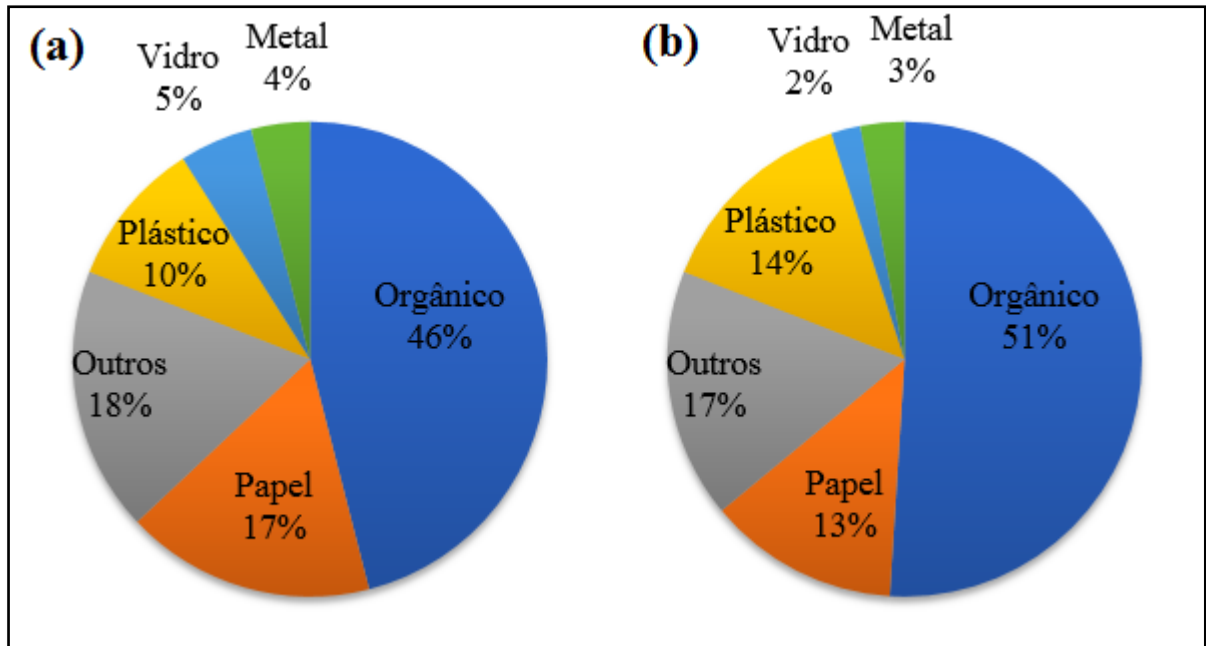 (a)
Vidro
5%
Metal
4%
Plástico
10%
Orgânico
46%
Outros
18%
Papel
17%
(b)
Vidro
2%
Metal
3%
Plástico
14%
Orgânico
51%
Outros
17%
Papel
13%